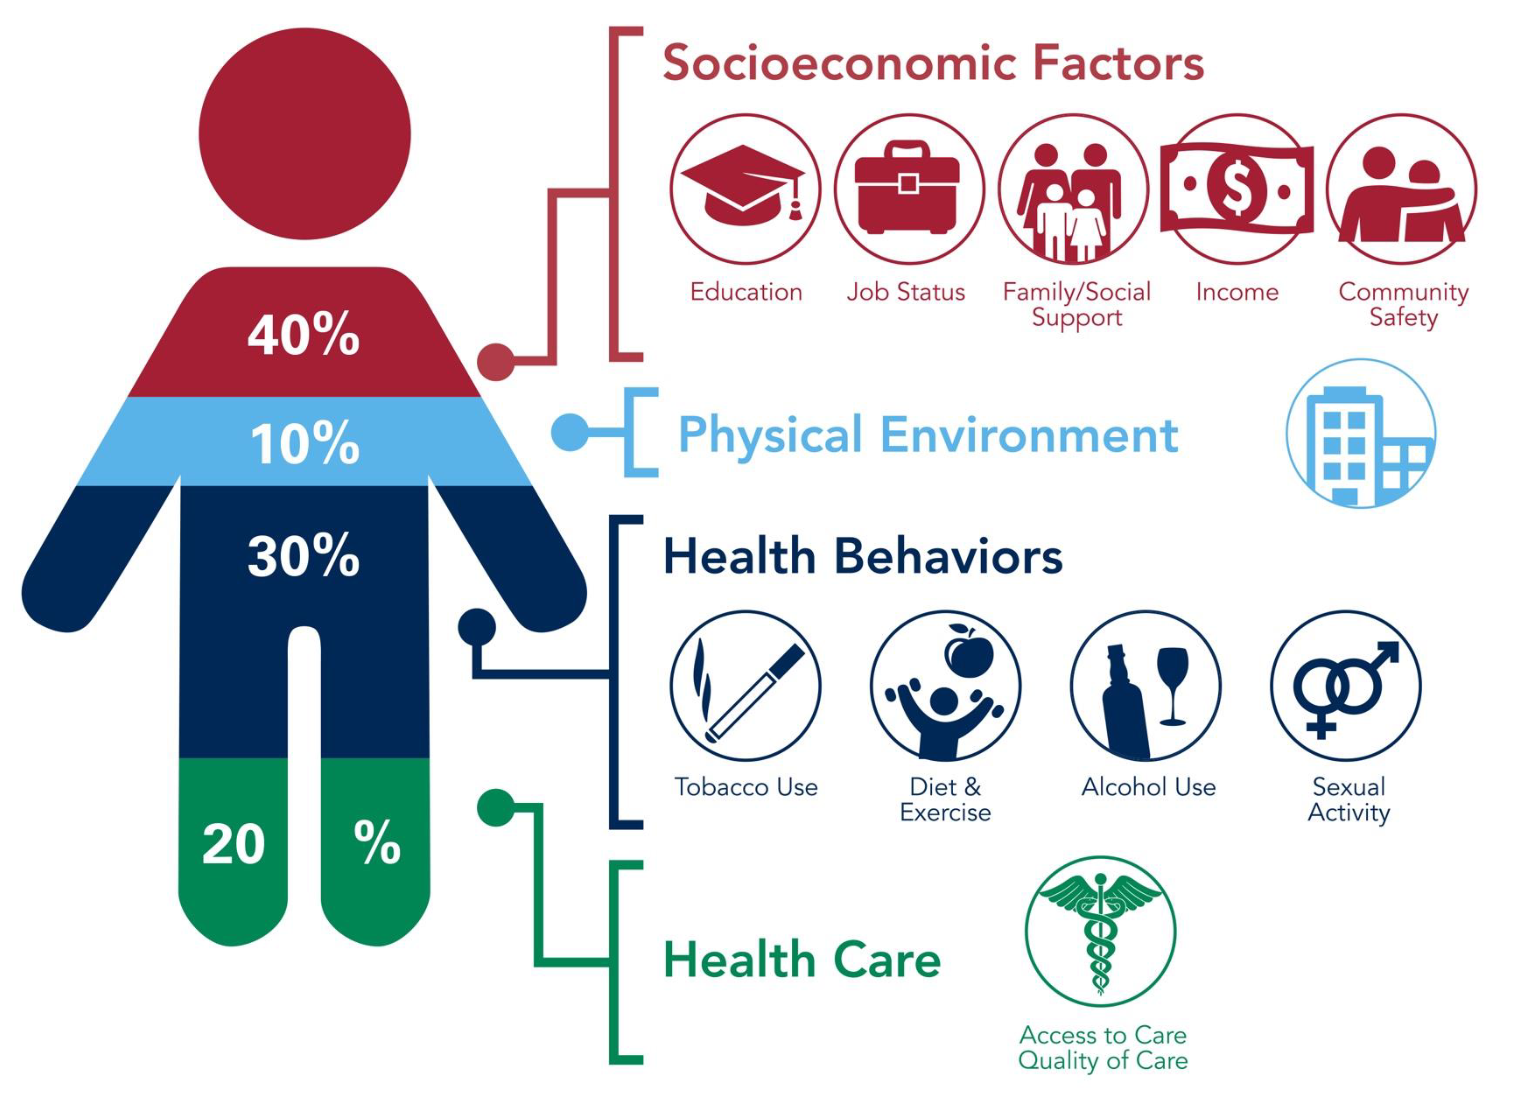 Socioeconomic Factors
Education
Job Status
Family/Social
Support
Income
Community
Safety
40%
10%
Physical Environment
30%
Health Behaviors
Tobacco Use
Diet &
Exercise
Alcohol Use
Sexual
Activity
20 %
Health Care
Access to Care
Quality of Care